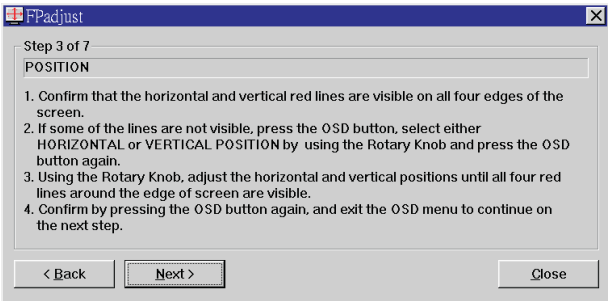 FPadjust
Step 3 of 7
POSITION
1. Confirm that the horizontal and vertical red lines are visible on all four edges of the
screen.
2. If some of the lines are not visible, press the OSD button, select either
HORIZONTAL or VERTICAL POSITION by using the Rotary Knob and press the OSD
button again.
3. Using the Rotary Knob, adjust the horizontal and vertical positions until all four red
lines around the edge of screen are visible.
4. Confirm by pressing the OSD button again, and exit the OSD menu to continue on
the next step.
< Back Next > Close